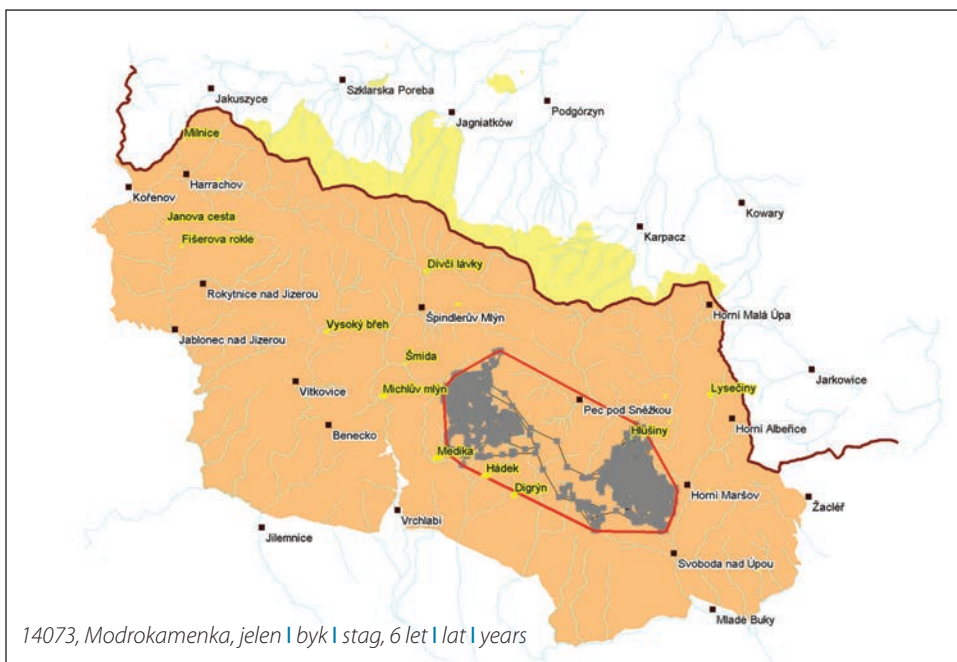 Szklarska Poreba
Jakuszyce
Podgórzyn
Jagniatków
Milnice
Harrachov
Kořenov
Kowary
Janova cesta
Karpacz
Fišerova rokle
Dívčí lávky
Rokytnice nad Jizerou
Špindlerův Mlýn
Horní Malá Úpa
Vysoký břeh
Jablonec nad Jizerou
Šmída
Jarkowice
Vítkovice
Michlův mlýn
Lysečiny
Pec pod Sněžkou
Horní Albeřice
Benecko
Hlušiny
Medika
Hádek
Horní Maršov
Digrýn
Žacléř
Vrchlabí
Jilemnice
Svoboda nad Úpou
Mladé Buky
14073, Modrokamenka, jelen | byk | stag, 6 let | lat | years